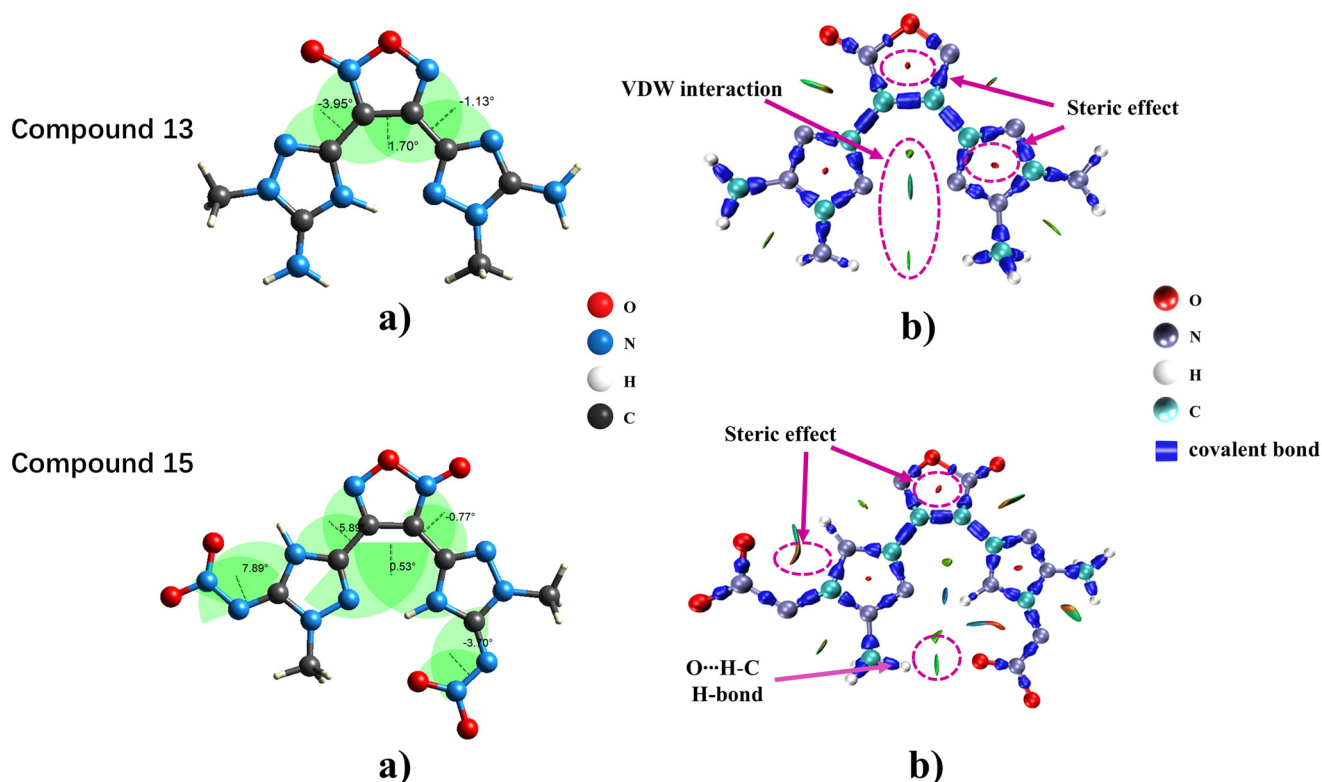 Compound 13
-3.95°
1.70°
-1.13°
a)
VDW interaction
Steric effect
b)
O
N
H
C
O
N
H
C
covalent bond
Compound 15
7.89°
5.89°
0.53°
-0.77°
-3.70°
a)
Steric effect
O···H-C
H-bond
b)